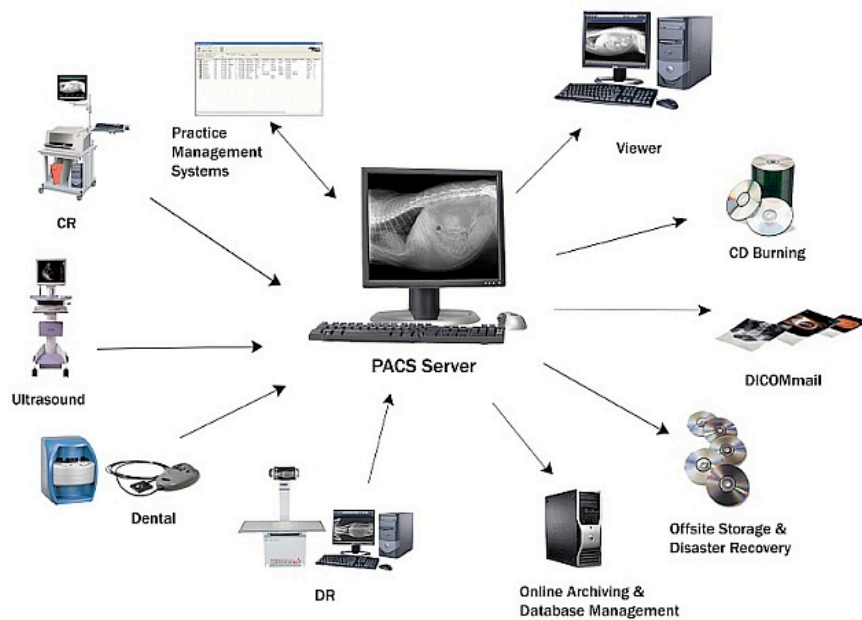 Practice
Management
Systems
Viewer
CR
CD Burning
PACS Server
DICOMmail
Ultrasound
Dental
Offsite Storage &
Disaster Recovery
DR
Online Archiving &
Database Management